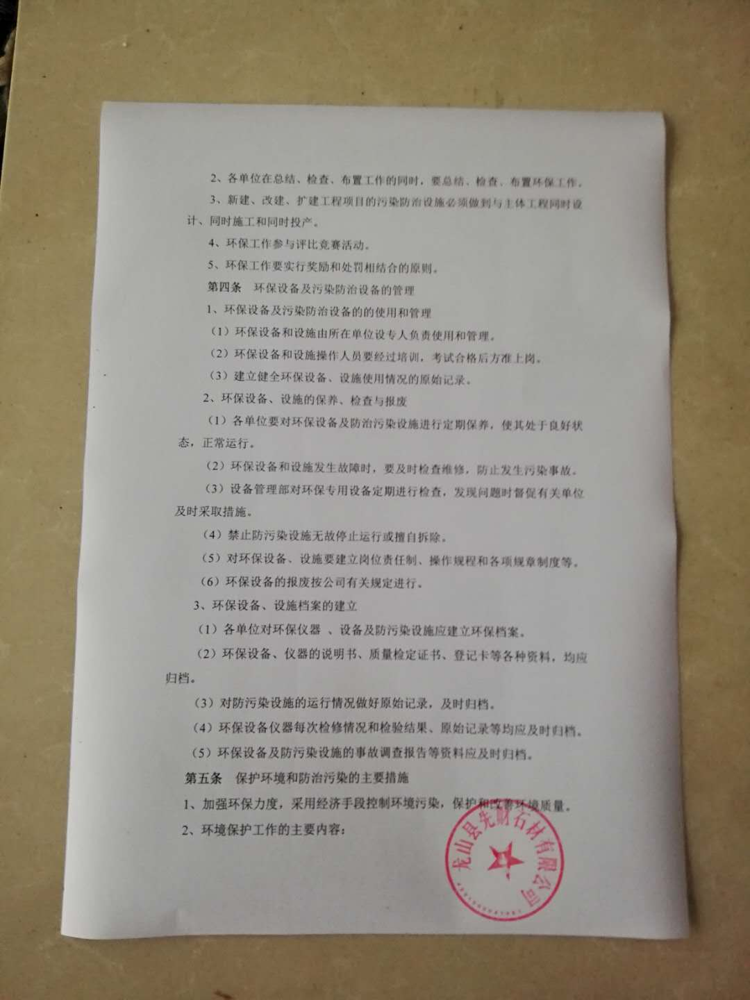 2、各单位在总结、检查、布置工作的同时，要总结、检查、布置环保工作。
3、新建、改建、扩建工程项目的污染防治设施必须做到与主体工程同时设
计、同时施工和同时投产。
4、环保工作参与评比竞赛活动。
5、环保工作要实行奖励和处罚相结合的原则。
第四条　环保设备及污染防治设备的管理
1、环保设备及污染防治设备的的使用和管理
（1）环保设备和设施由所在单位设专人负责使用和管理。
（2）环保设备和设施操作人员要经过培训，考试合格后方准上岗。
（3）建立健全环保设备、设施使用情况的原始记录。
2、环保设备、设施的保养、检查与报废
（1）各单位要对环保设备及防治污染设施进行定期保养，使其处于良好状
态，正常运行。
（2）环保设备和设施发生故障时，要及时检查维修，防止发生污染事故。
（3）设备管理部对环保专用设备定期进行检查，发现问题时督促有关单位
及时采取措施。
（4）禁止防污染设施无故停止运行或擅自拆除。
（5）对环保设备、设施要建立岗位责任制、操作规程和各项规章制度等。
（6）环保设备的报废按公司有关规定进行。
3、环保设备、设施档案的建立
（1）各单位对环保仪器 、设备及防污染设施应建立环保档案。
（2）环保设备、仪器的说明书、质量检定证书、登记卡等各种资料，均应
归档。
（3）对防污染设施的运行情况做好原始记录，及时归档。
（4）环保设备仪器每次检修情况和检验结果、原始记录等均应及时归档。
（5）环保设备及防污染设施的事故调查报告等资料应及时归档。
第五条　保护环境和防治污染的主要措施
1、加强环保力度，采用经济手段控制环境污染，保护和改善环境质量。
2、环境保护工作的主要内容：
龙山县先财石材有限公司